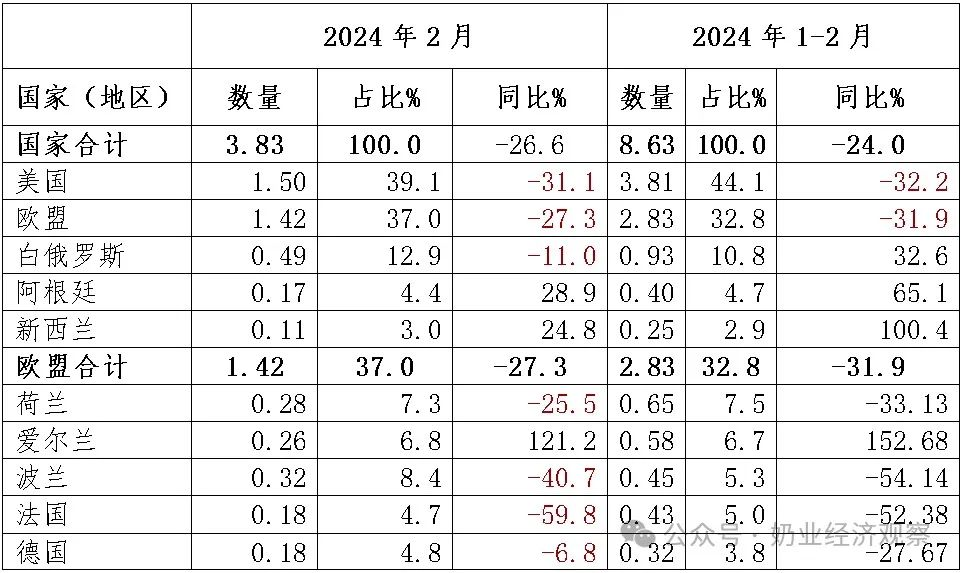 2024 年 2 月 2024 年 1-2 月
国家（地区） 数量 占比% 同比% 数量 占比% 同比%
国家合计 3.83 100.0 -26.6 8.63 100.0 -24.0
美国 1.50 39.1 -31.1 3.81 44.1 -32.2
欧盟 1.42 37.0 -27.3 2.83 32.8 -31.9
白俄罗斯 0.49 12.9 -11.0 0.93 10.8 32.6
阿根廷 0.17 4.4 28.9 0.40 4.7 65.1
新西兰 0.11 3.0 24.8 0.25 2.9 100.4
欧盟合计 1.42 37.0 -27.3 2.83 32.8 -31.9
荷兰 0.28 7.3 -25.5 0.65 7.5 -33.13
爱尔兰 0.26 6.8 121.2 0.58 6.7 152.68
波兰 0.32 8.4 -40.7 0.45 5.3 -54.14
法国 0.18 4.7 -59.8 0.43 5.0 -52.38
德国 0.18 4.8 -6.8 0.32 3.8 -27.67
公众号·奶业经济观察